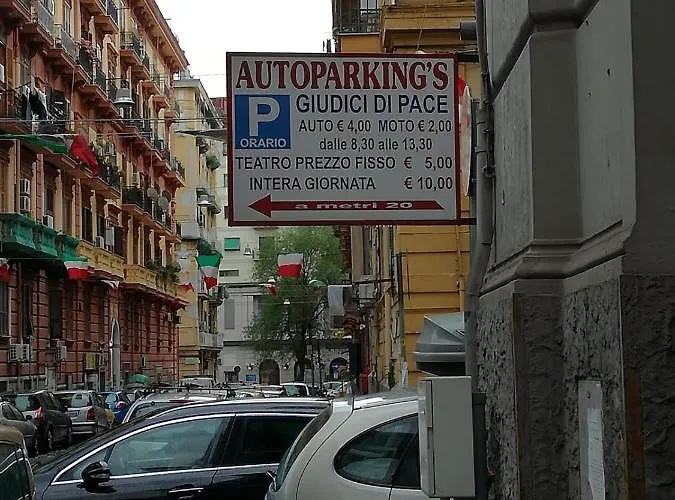 AUTOPARKING'S
P
ORARIO
GIUDICI DI PACE
AUTO € 4,00 MOTO € 2,00
dalle 8,30 alle 13,30
TEATRO PREZZO FISSO € 5,00
INTERA GIORNATA € 10,00
a metri 20